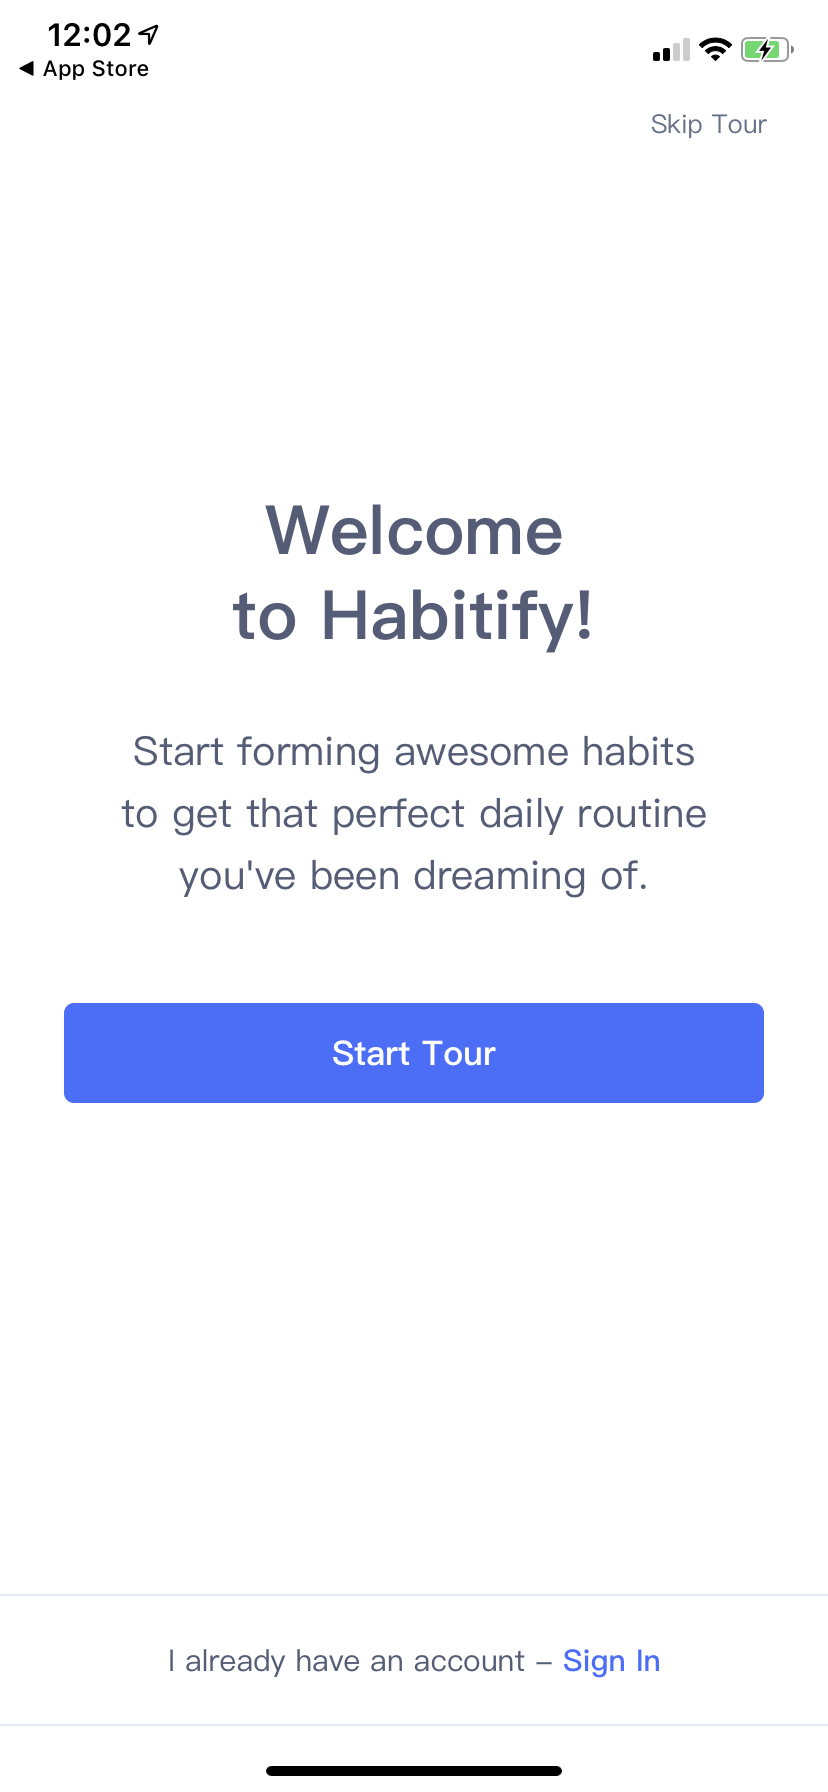 12:02
App Store
Skip Tour
Welcome
to Habitify!
Start forming awesome habits
to get that perfect daily routine
you've been dreaming of.
Start Tour
I already have an account – Sign In